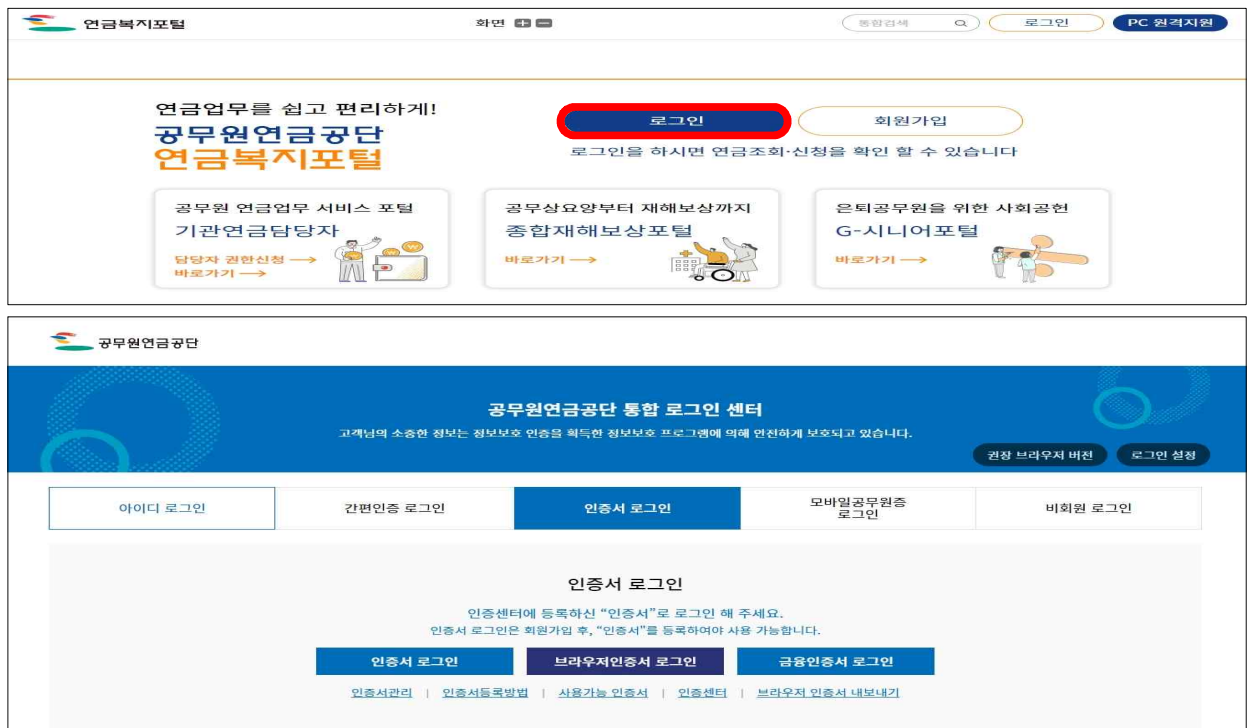 연금복지포털
화면
통합검색
로그인
PC 원격지원
연금업무를 쉽고 편리하게!
공무원연금공단
연금복지포털
로그인
회원가입
로그인을 하시면 연금조회·신청을 확인 할 수 있습니다
공무원 연금업무 서비스 포털
기관연금담당자
담당자 권한신청
바로가기
공무상요양부터 재해보상까지
종합재해보상포털
바로가기
은퇴공무원을 위한 사회공헌
G-시니어포털
바로가기
공무원연금공단
공무원연금공단 통합 로그인 센터
고객님의 소중한 정보는 정보보호 인증을 획득한 정보보호 프로그램에 의해 안전하게 보호되고 있습니다.
권장 브라우저 버전
로그인 설정
아이디 로그인
간편인증 로그인
인증서 로그인
모바일공무원증
로그인
비회원 로그인
인증서 로그인
인증센터에 등록하신 “인증서”로 로그인 해 주세요.
인증서 로그인은 회원가입 후, “인증서”를 등록하여야 사용 가능합니다.
인증서 로그인
브라우저인증서 로그인
금융인증서 로그인
인증서관리 | 인증서등록방법 | 사용가능 인증서 | 인증센터 | 브라우저 인증서 내보내기